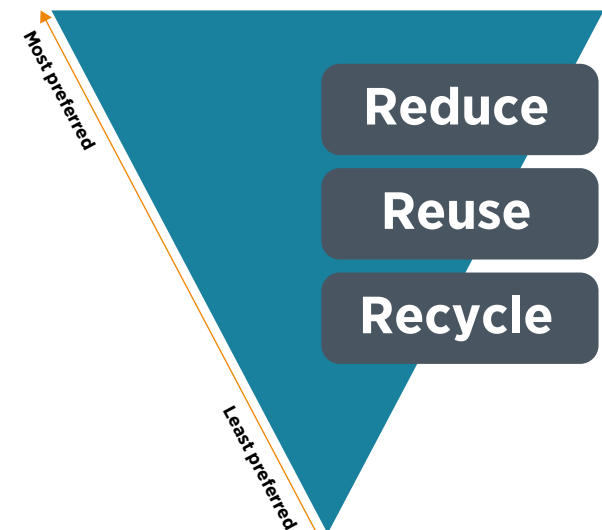 Most preferred
Reduce
Reuse
Recycle
Least preferred